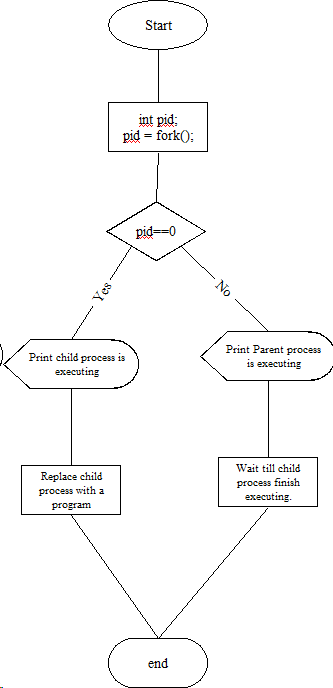 Start
int pid;
pid = fork();
pid==0
Yes
No
Print child process is
executing
Print Parent process
is executing
Replace child
process with a
program
Wait till child
process finish
executing.
end